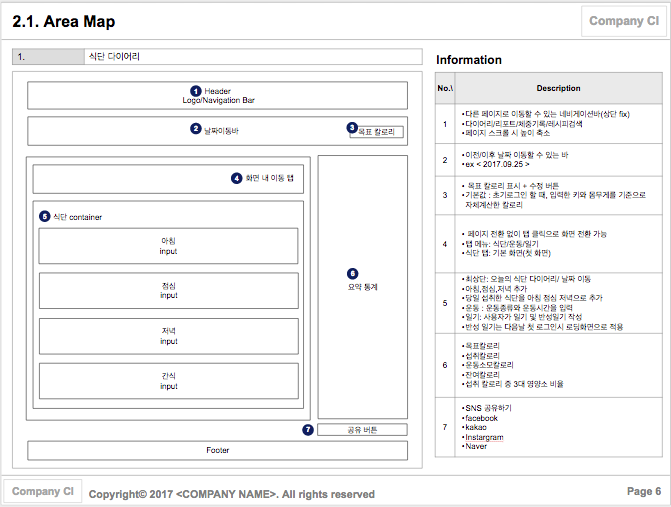 2.1. Area Map
Company CI
1.
식단 다이어리
1 Header
Logo/Navigation Bar
2 날짜이동바
3 목표 칼로리
4 화면 내 이동 탭
5 식단 container
아침
input
점심
input
저녁
input
간식
input
6
요약 통계
7 공유 버튼
Footer
Information
No.\ Description
1
•다른 페이지로 이동할 수 있는 네비게이션바(상단 fix)
•다이어리/리포트/체중기록/레시피검색
•페이지 스크롤 시 높이 축소
2
•이전/이후 날짜 이동할 수 있는 바
•ex < 2017.09.25 >
3
• 목표 칼로리 표시 + 수정 버튼
•기본값 : 초기로그인 할 때, 입력한 키와 몸무게를 기준으로
자체계산한 칼로리
4
• 페이지 전환 없이 탭 클릭으로 화면 전환 가능
•탭 메뉴: 식단/운동/일기
•식단 탭: 기본 화면(첫 화면)
5
•최상단: 오늘의 식단 다이어리/ 날짜 이동
•아침,점심,저녁 추가
•당일 섭취한 식단을 아침 점심 저녁으로 추가
•운동 : 운동종류와 운동시간을 입력
•일기: 사용자가 일기 및 반성일기 작성
•반성 일기는 다음날 첫 로그인시 로딩화면으로 적용
6
•목표칼로리
•섭취칼로리
•운동소모칼로리
•잔여칼로리
•섭취 칼로리 중 3대 영양소 비율
7
•SNS 공유하기
•facebook
•kakao
•Instargram
•Naver
Company CI
Copyright© 2017 <COMPANY NAME>. All rights reserved
Page 6